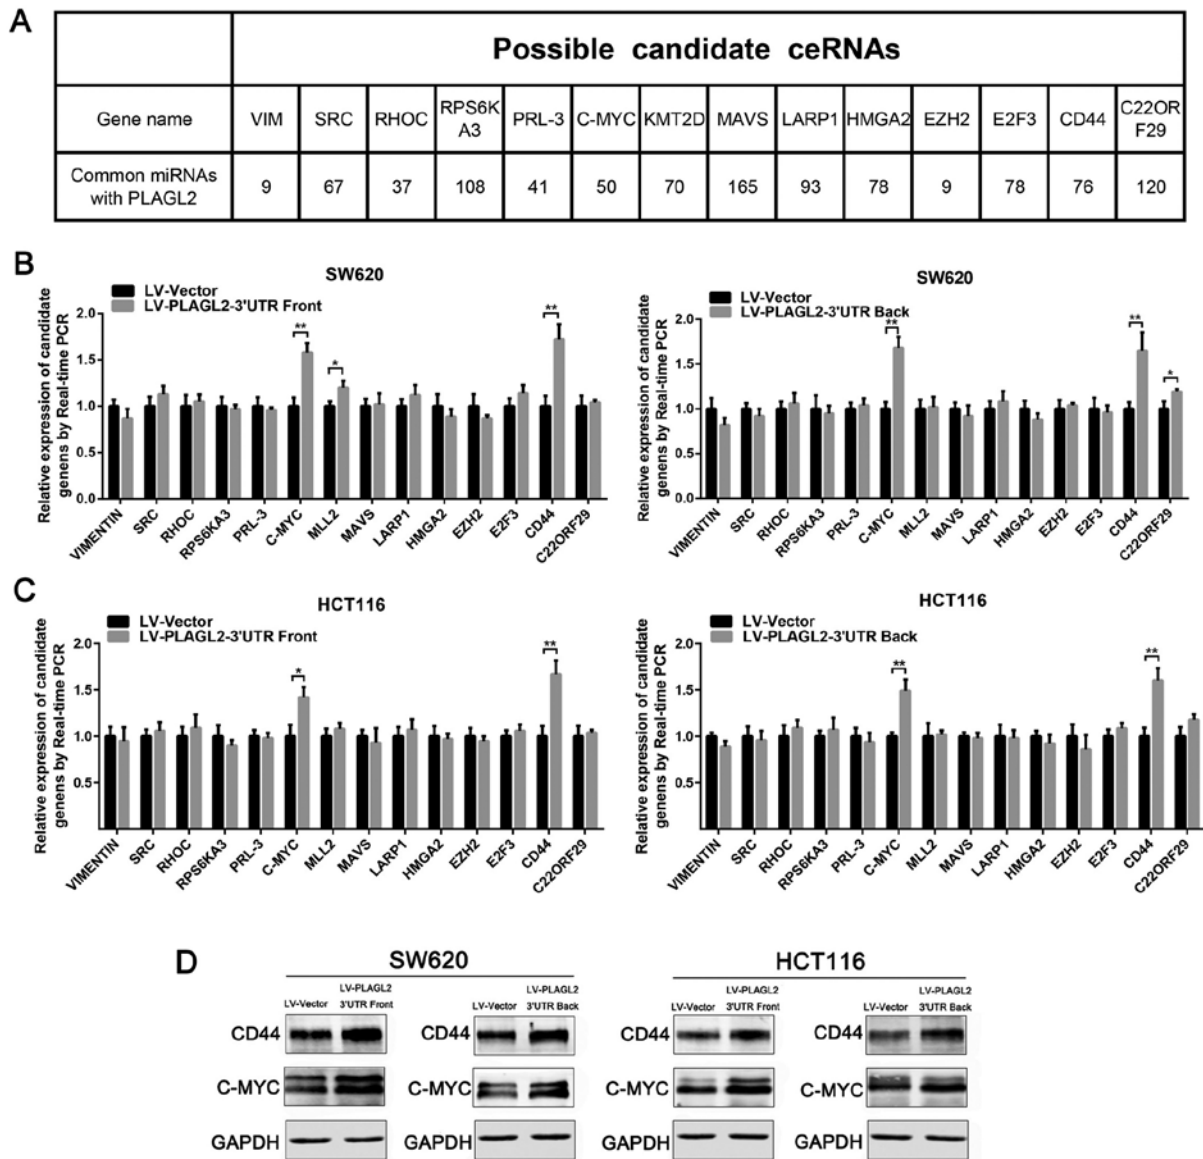 A
Possible candidate ceRNAs
Gene name VIM SRC RHOC RPS6K PRL-3 C-MYC KMT2D MAVS LARP1 HMGA2 EZH2 E2F3 CD44 C22OR
A3 F29
Common miRNAs
with PLAGL2 9 67 37 108 41 50 70 165 93 78 9 78 76 120
B
SW620
LV-Vector
LV-PLAGL2-3'UTR Front
Relative expression of candidate
genens by Real-time PCR
2.0
1.5
1.0
0.5
0.0
**
*
**
VIMENTIN SRC RHOC RPS6KA3 PRL-3 C-MYC MLL2 MAVS LARP1 HMGA2 EZH2 E2F3 CD44 C22ORF29
SW620
LV-Vector
LV-PLAGL2-3'UTR Back
Relative expression of candidate
genens by Real-time PCR
2.0
1.5
1.0
0.5
0.0
**
**
*
VIMENTIN SRC RHOC RPS6KA3 PRL-3 C-MYC MLL2 MAVS LARP1 HMGA2 EZH2 E2F3 CD44 C22ORF29
C
HCT116
LV-Vector
LV-PLAGL2-3'UTR Front
Relative expression of candidate
genens by Real-time PCR
2.0
1.5
1.0
0.5
*
**
VIMENTIN SRC RHOC RPS6KA3 PRL-3 C-MYC MLL2 MAVS LARP1 HMGA2 EZH2 E2F3 CD44 C22ORF29
HCT116
LV-Vector
LV-PLAGL2-3'UTR Back
Relative expression of candidate
genens by Real-time PCR
2.0
1.5
1.0
0.5
**
**
VIMENTIN SRC RHOC RPS6KA3 PRL-3 C-MYC MLL2 MAVS LARP1 HMGA2 EZH2 E2F3 CD44 C22ORF29
D
SW620
LV-Vector
LV-PLAGL2
3'UTR Front
CD44
C-MYC
GAPDH
LV-Vector
LV-PLAGL2
3'UTR Back
CD44
C-MYC
GAPDH
HCT116
LV-Vector
LV-PLAGL2
3'UTR Front
CD44
C-MYC
GAPDH
LV-Vector
LV-PLAGL2
3'UTR Back
CD44
C-MYC
GAPDH